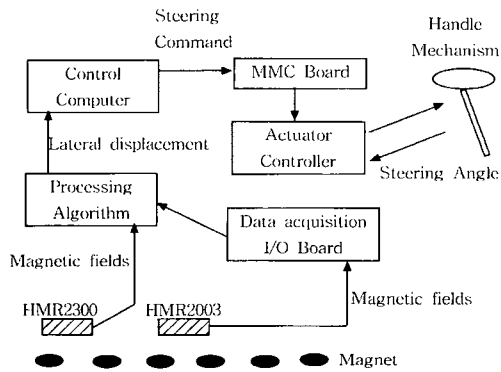 Steering
Command
Handle
Mechanism
Control
Computer
MMC Board
Actuator
Controller
Lateral displacement
Steering Angle
Processing
Algorithm
Data acquisition
I/O Board
Magnetic fields
Magnetic fields
HMR2300
HMR2003
Magnet